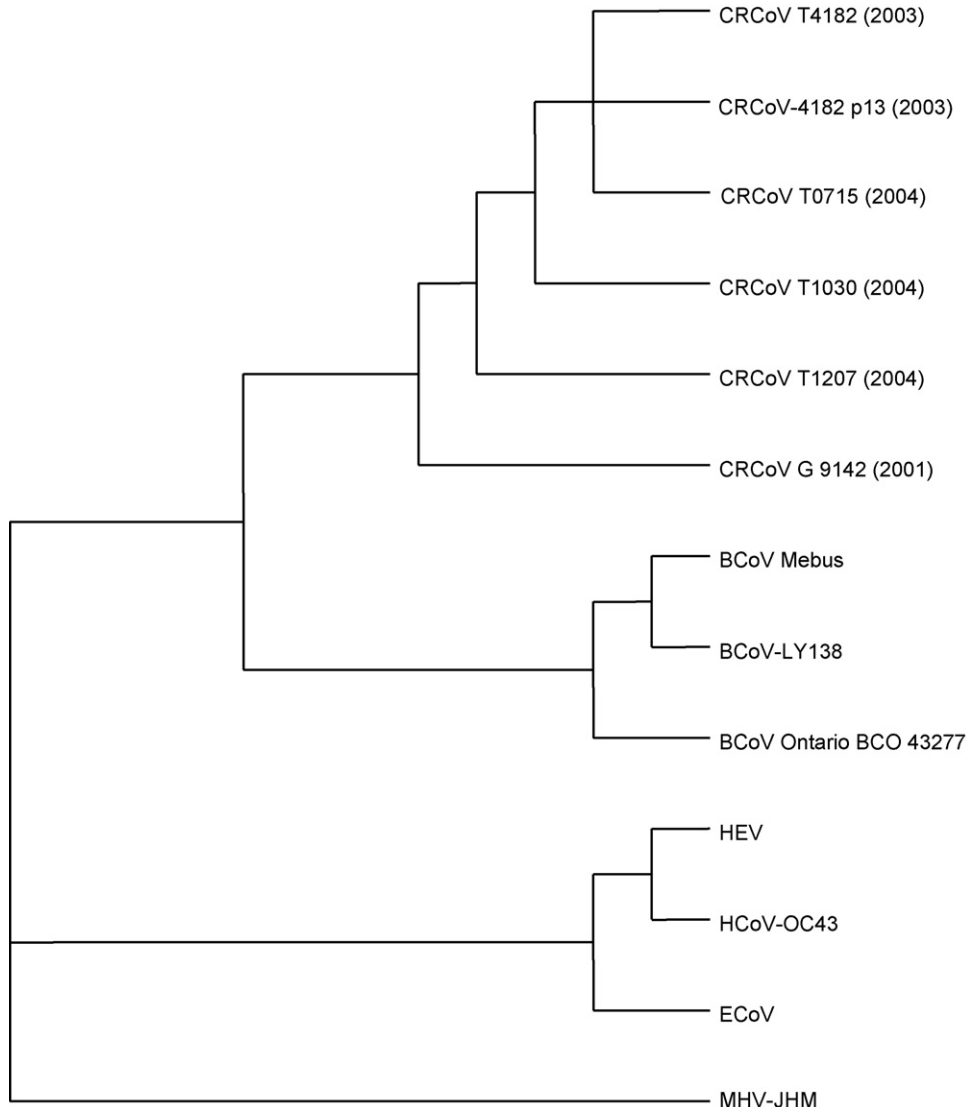 CRCoV T4182 (2003)
CRCoV-4182 p13 (2003)
CRCoV T0715 (2004)
CRCoV T1030 (2004)
CRCoV T1207 (2004)
CRCoV G 9142 (2001)
BCoV Mebus
BCoV-LY138
BCoV Ontario BCO 43277
HEV
HCoV-OC43
ECoV
MHV-JHM